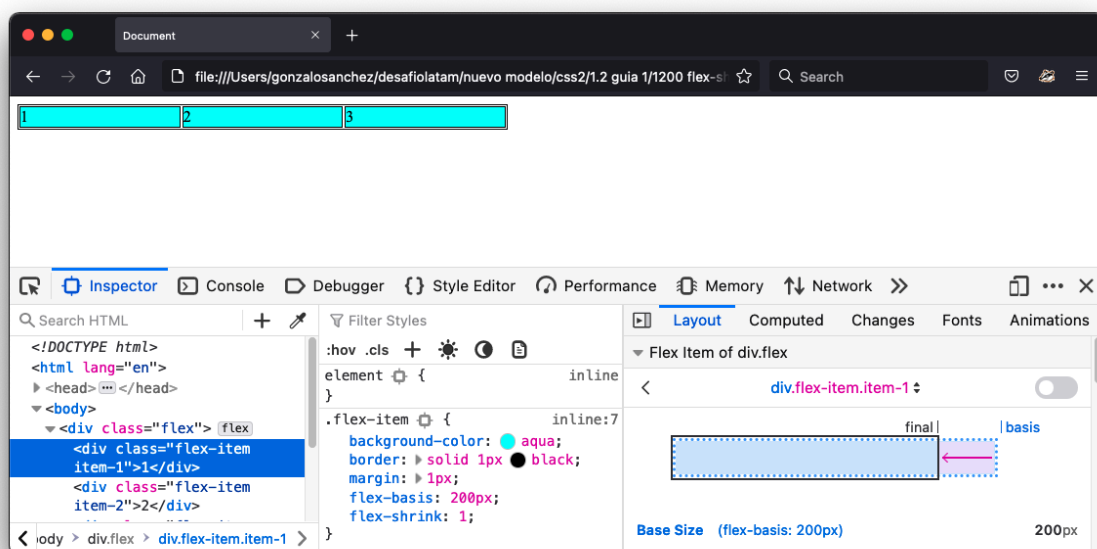 Document
file:///Users/gonzalosanchez/desafiolatam/nuevo modelo/css2/1.2 guia 1/1200 flex-sh
Search
1 2 3
Inspector Console Debugger {} Style Editor Performance Memory Network
Search HTML
<!DOCTYPE html>
<html lang="en">
<head> ••• </head>
<body>
<div class="flex"> flex
<div class="flex-item
item-1">1</div>
<div class="flex-item
item-2">2</div>
ody > div.flex > div.flex-item.item-1
Filter Styles
:hov .cls
element { inline
}
.flex-item { inline:7
background-color: aqua;
border: solid 1px black;
margin: 1px;
flex-basis: 200px;
flex-shrink: 1;
}
Layout Computed Changes Fonts Animations
Flex Item of div.flex
div.flex-item.item-1
final basis
Base Size (flex-basis: 200px) 200px